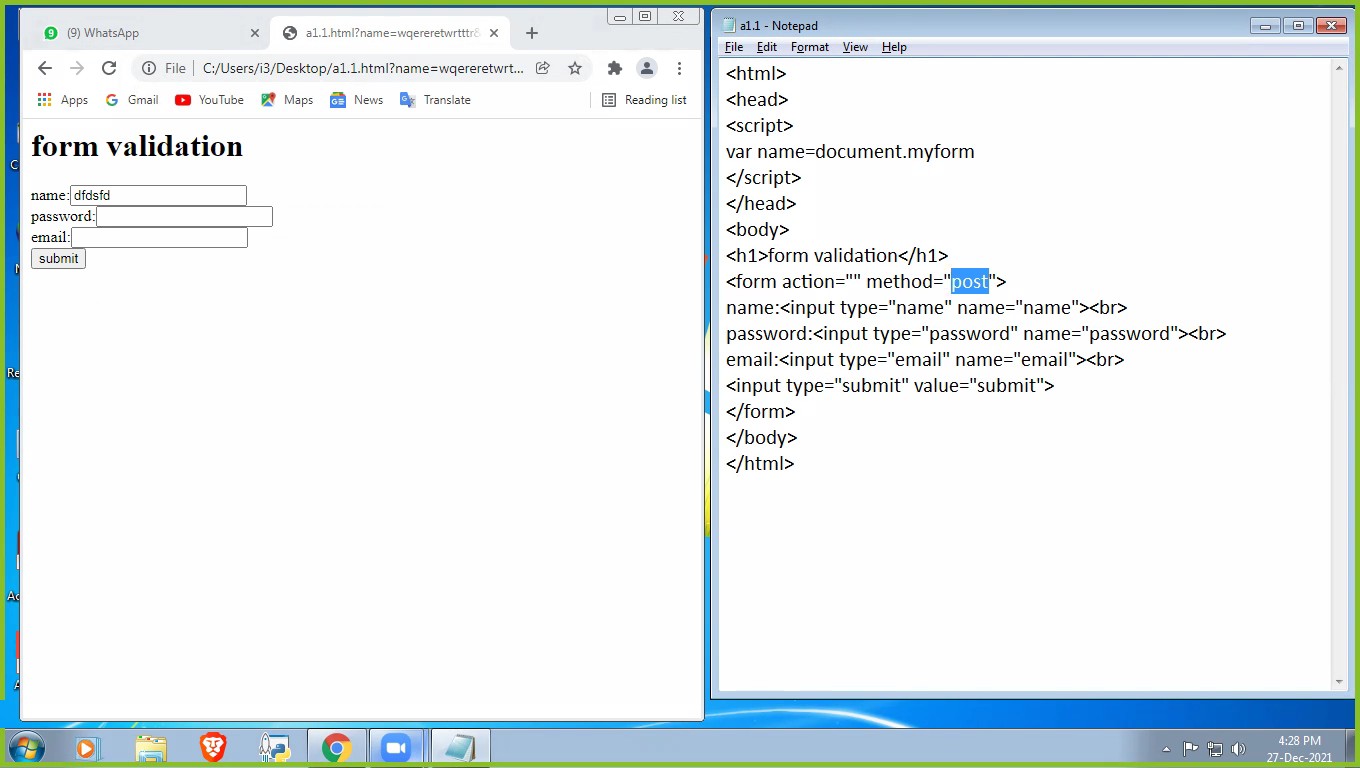 (9) WhatsApp
a1.1.html?name=wqereretwrtttr&
File
C:/Users/i3/Desktop/a1.1.html?name=wqereretwrt...
Apps
Gmail
YouTube
Maps
News
Translate
Reading list
form validation
name:
dfdsfd
password:
email:
submit
a1.1 - Notepad
File
Edit
Format
View
Help
<html>
<head>
<script>
var name=document.myform
</script>
</head>
<body>
<h1>form validation</h1>
<form action="" method="post">
name:<input type="name" name="name"><br>
password:<input type="password" name="password"><br>
email:<input type="email" name="email"><br>
<input type="submit" value="submit">
</form>
</body>
</html>
4:28 PM
27-Dec-2021